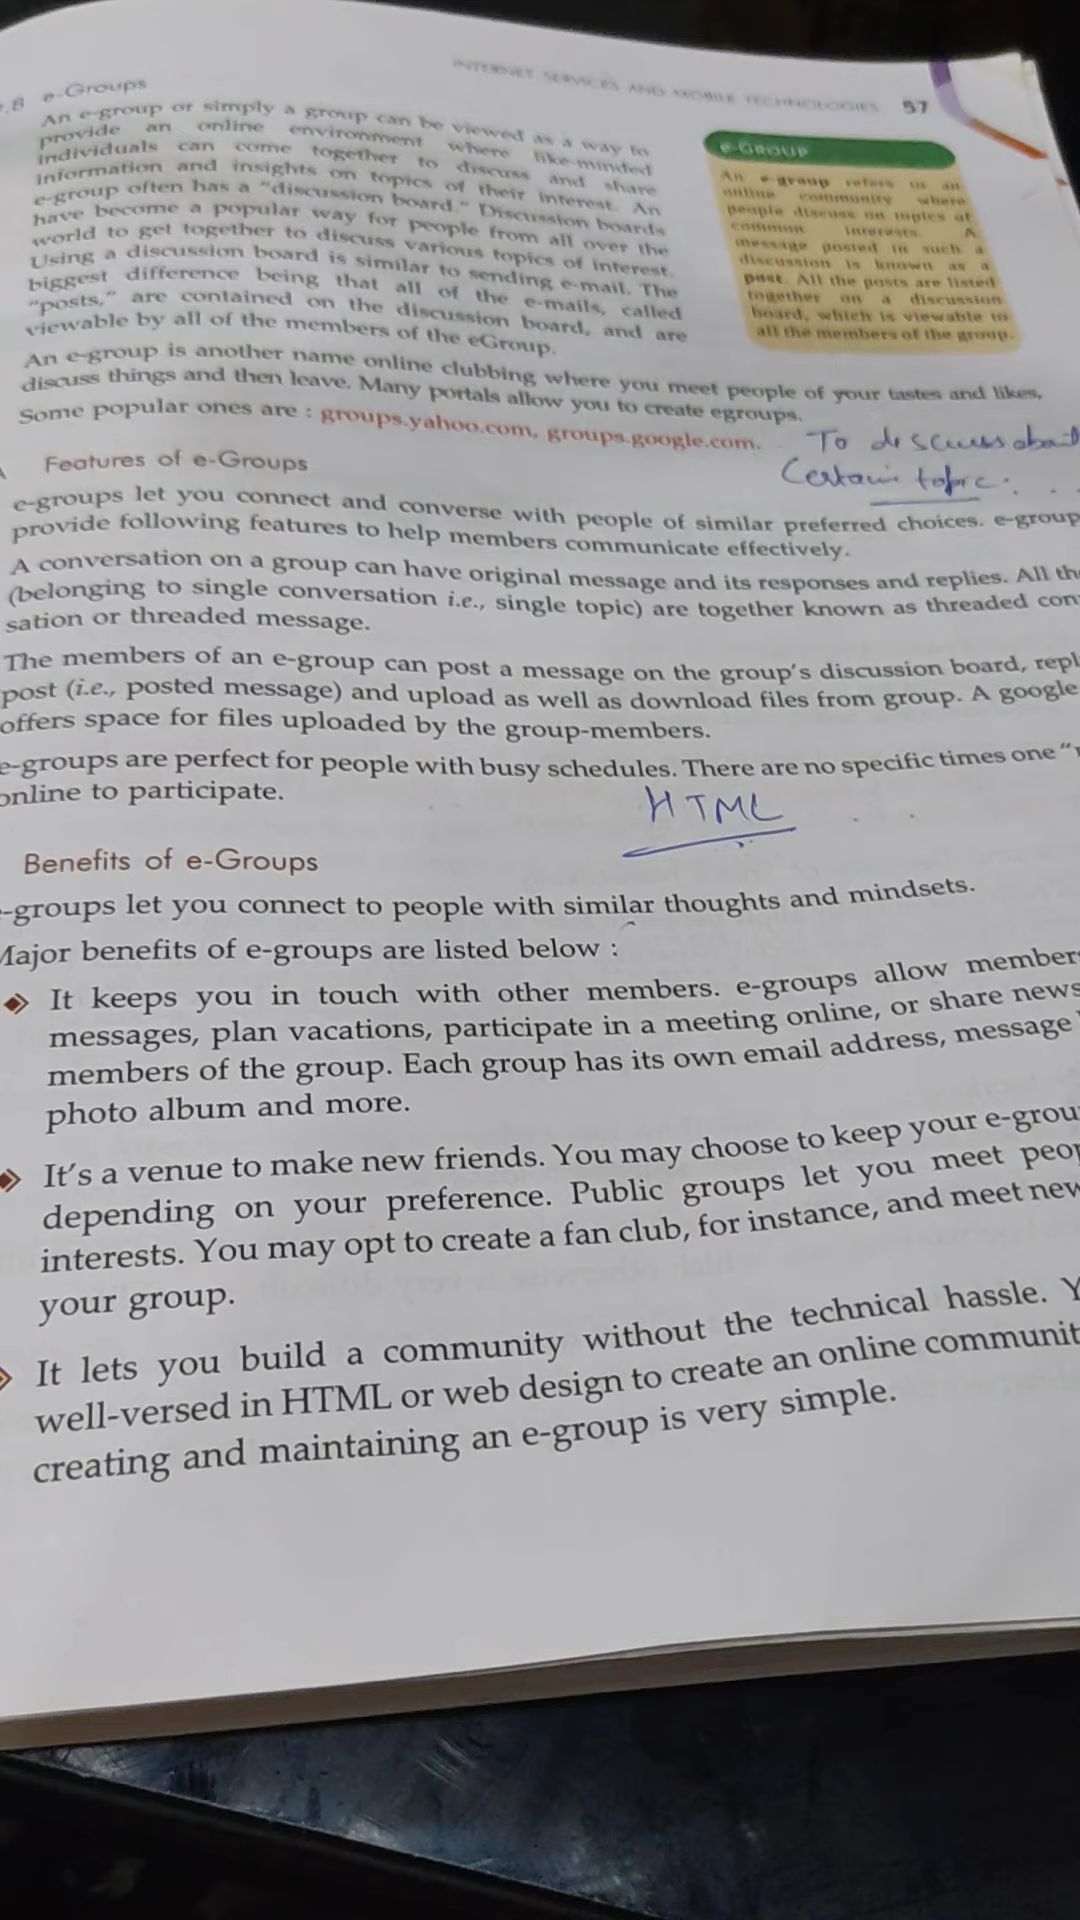 INTERNET SERVICES AND MOBILE TECHNOLOGIES 57
.8 e-Groups
An e-group or simply a group can be viewed as a way to
provide an online environment where like-minded
individuals can come together to discuss and share
information and insights on topics of their interest. An
e-group often has a "discussion board." Discussion boards
have become a popular way for people from all over the
world to get together to discuss various topics of interest.
Using a discussion board is similar to sending e-mail. The
biggest difference being that all of the e-mails, called
"posts," are contained on the discussion board, and are
viewable by all of the members of the eGroup.
e-GROUP
An e-group refers to an
online community where
people discuss on topics of
common interests. A
message posted in such a
discussion is known as a
post. All the posts are listed
together on a discussion
board, which is viewable to
all the members of the group.
An e-group is another name online clubbing where you meet people of your tastes and likes,
discuss things and then leave. Many portals allow you to create egroups.
Some popular ones are : groups.yahoo.com, groups.google.com.
To discuss about
Certain topic.
Features of e-Groups
e-groups let you connect and converse with people of similar preferred choices. e-group
provide following features to help members communicate effectively.
A conversation on a group can have original message and its responses and replies. All the
(belonging to single conversation i.e., single topic) are together known as threaded con
sation or threaded message.
The members of an e-group can post a message on the group's discussion board, repl
post (i.e., posted message) and upload as well as download files from group. A google
offers space for files uploaded by the group-members.
e-groups are perfect for people with busy schedules. There are no specific times one "
online to participate.
HTML
Benefits of e-Groups
-groups let you connect to people with similar thoughts and mindsets.
Major benefits of e-groups are listed below :
It keeps you in touch with other members. e-groups allow members
messages, plan vacations, participate in a meeting online, or share news
members of the group. Each group has its own email address, message
photo album and more.
It's a venue to make new friends. You may choose to keep your e-grou
depending on your preference. Public groups let you meet peop
interests. You may opt to create a fan club, for instance, and meet new
your group.
It lets you build a community without the technical hassle. Y
well-versed in HTML or web design to create an online communit
creating and maintaining an e-group is very simple.